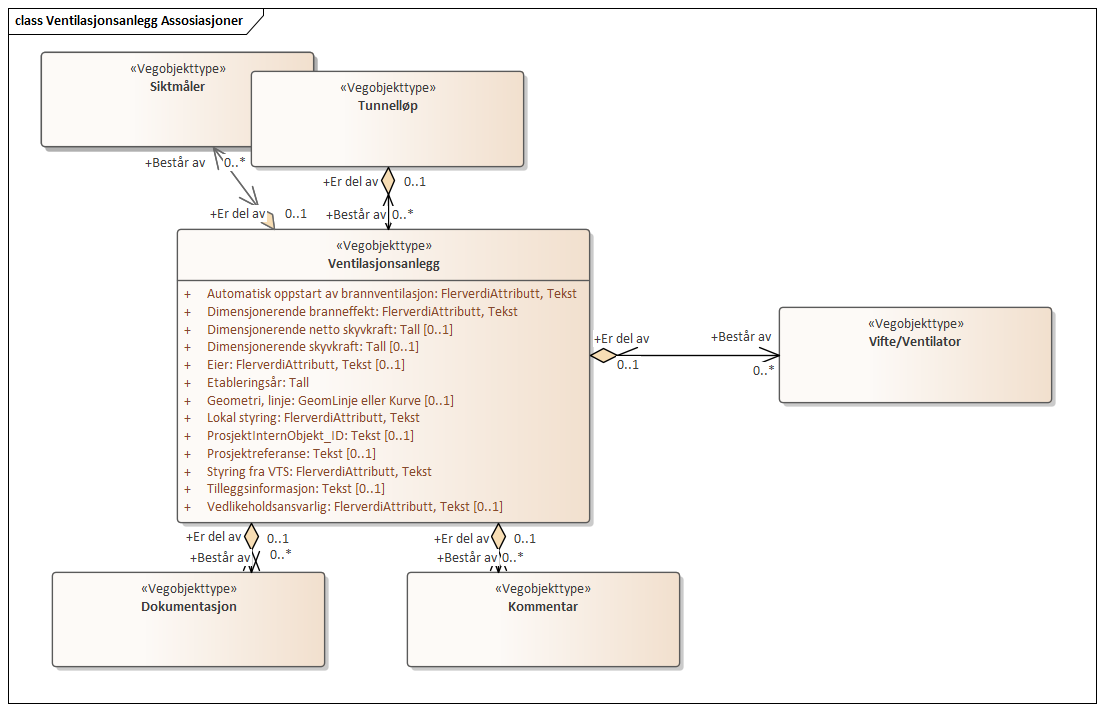 class Ventilasjonsanlegg Assosiasjoner
«Vegobjekttype»
Siktmåler
«Vegobjekttype»
Tunnelløp
+Består av 0..*
+Er del av 0..1
+Er del av 0..1
+Består av 0..*
«Vegobjekttype»
Ventilasjonsanlegg
+ Automatisk oppstart av brannventilasjon: FlerverdiAttributt, Tekst
+ Dimensjonerende branneffekt: FlerverdiAttributt, Tekst
+ Dimensjonerende netto skyvkraft: Tall [0..1]
+ Dimensjonerende skyvkraft: Tall [0..1]
+ Eier: FlerverdiAttributt, Tekst [0..1]
+ Etableringsår: Tall
+ Geometri, linje: GeomLinje eller Kurve [0..1]
+ Lokal styring: FlerverdiAttributt, Tekst
+ ProsjektInternObjekt_ID: Tekst [0..1]
+ Prosjektreferanse: Tekst [0..1]
+ Styring fra VTS: FlerverdiAttributt, Tekst
+ Tilleggsinformasjon: Tekst [0..1]
+ Vedlikeholdsansvarlig: FlerverdiAttributt, Tekst [0..1]
+Er del av
0..1
+Består av
0..*
«Vegobjekttype»
Vifte/Ventilator
+Er del av 0..1
+Består av 0..*
«Vegobjekttype»
Dokumentasjon
+Er del av 0..1
+Består av 0..*
«Vegobjekttype»
Kommentar